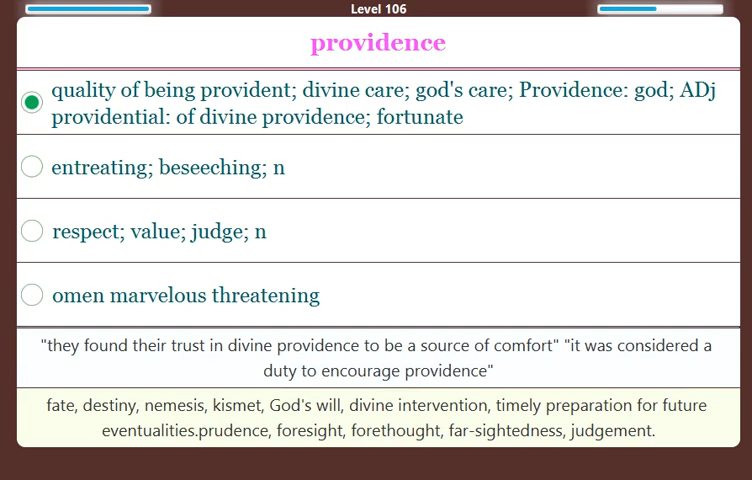 Level 106
providence
quality of being provident; divine care; god's care; Providence: god; ADj
providential: of divine providence; fortunate
entreating; beseeching; n
respect; value; judge; n
omen marvelous threatening
"they found their trust in divine providence to be a source of comfort" "it was considered a
duty to encourage providence"
fate, destiny, nemesis, kismet, God's will, divine intervention, timely preparation for future
eventualities.prudence, foresight, forethought, far-sightedness, judgement.